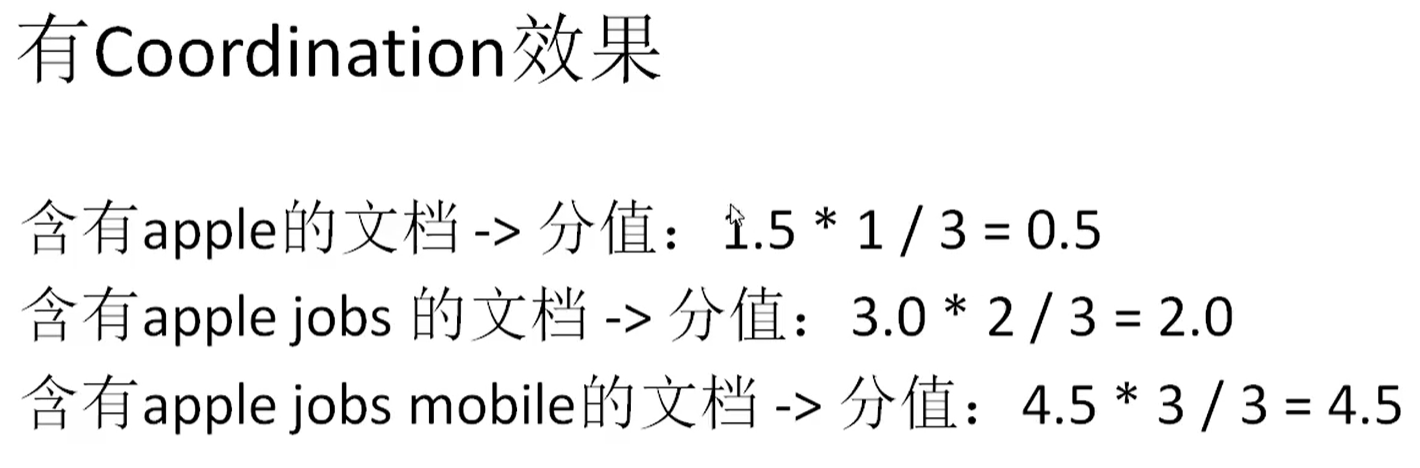 有Coordination效果
含有apple的文档 -> 分值：1.5 * 1 / 3 = 0.5
含有apple jobs 的文档 -> 分值：3.0 * 2 / 3 = 2.0
含有apple jobs mobile的文档 -> 分值：4.5 * 3 / 3 = 4.5